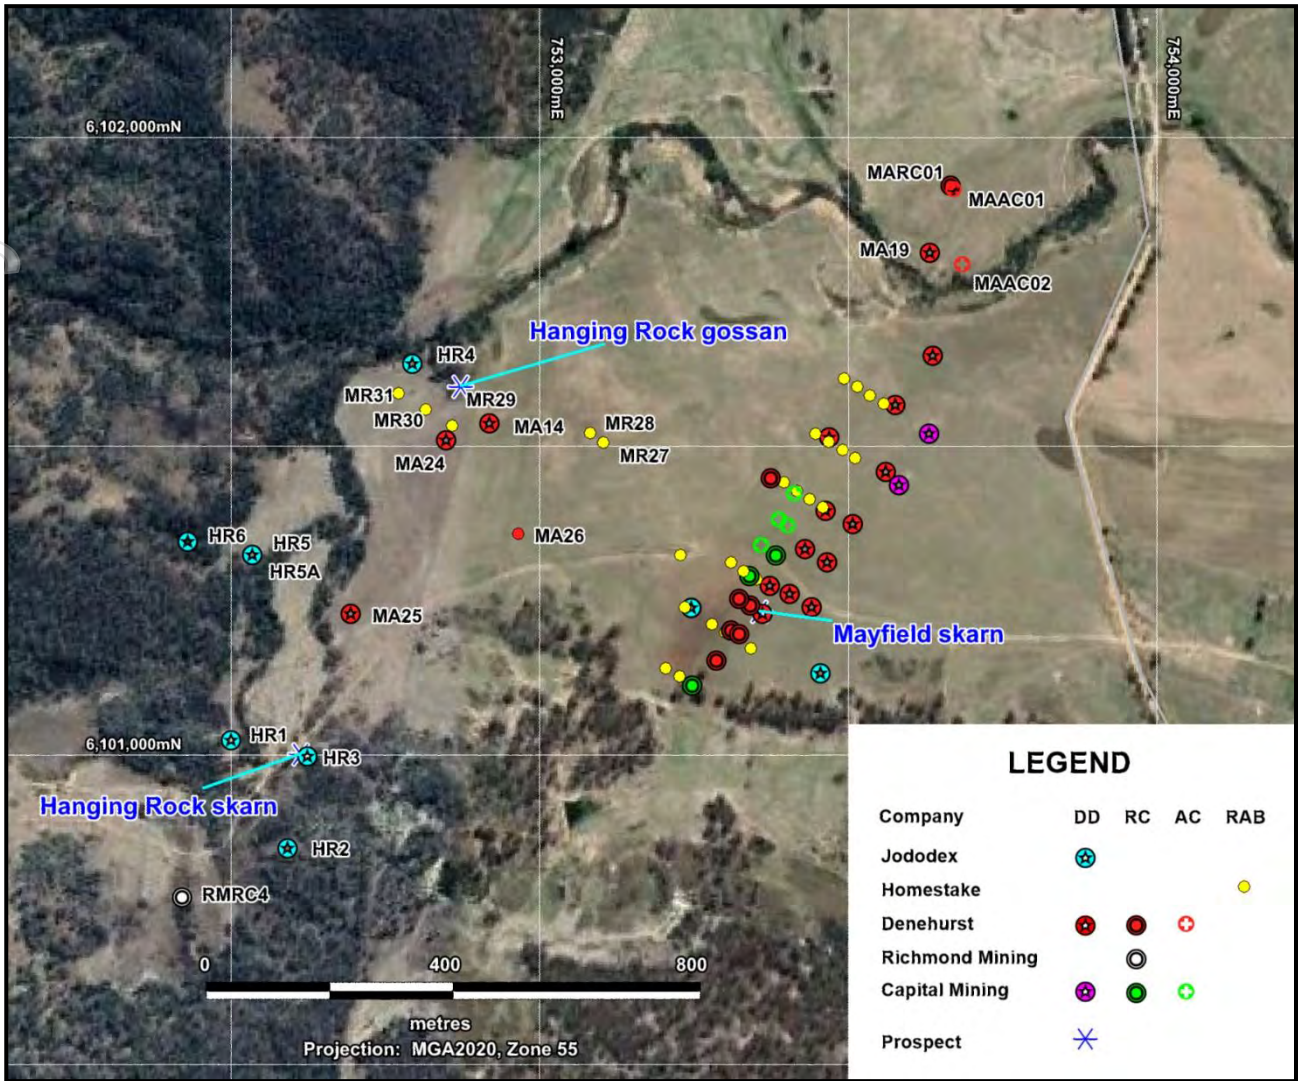 753,000mE
754,000mE
6,102,000mN
MARC01
MAAC01
MA19
MAAC02
Hanging Rock gossan
HR4
MR31
MR29
MR30
MA14
MR28
MA24
MR27
HR6
HR5
MA26
HR5A
MA25
Mayfield skarn
HR1
6,101,000mN
HR3
Hanging Rock skarn
HR2
RMRC4
0 400 800
metres
Projection: MGA2020, Zone 55
LEGEND
Company DD RC AC RAB
Jododex
Homestake
Denehurst
Richmond Mining
Capital Mining
Prospect